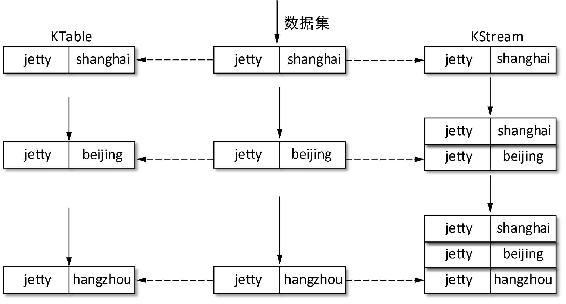 数据集
KTable KStream
jetty shanghai jetty shanghai jetty shanghai
jetty shanghai
jetty beijing jetty beijing jetty beijing
jetty shanghai
jetty beijing
jetty hangzhou jetty hangzhou jetty hangzhou